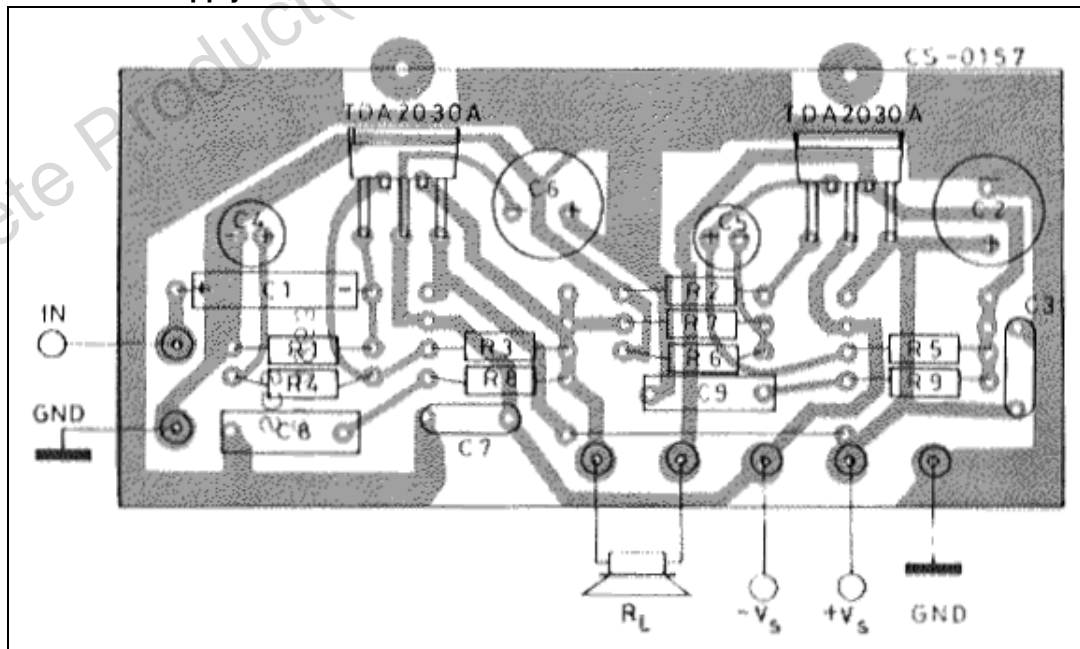 CS-0157
TDA2030A
TDA2030A
C6
C2
C4
C5
+
-
+
+
+
+ C1 -
R2
C3
IN
R7
R1
R3
R6
R5
R4
R8
C9
R9
GND
C8
C7
RL
-Vs
+Vs
GND